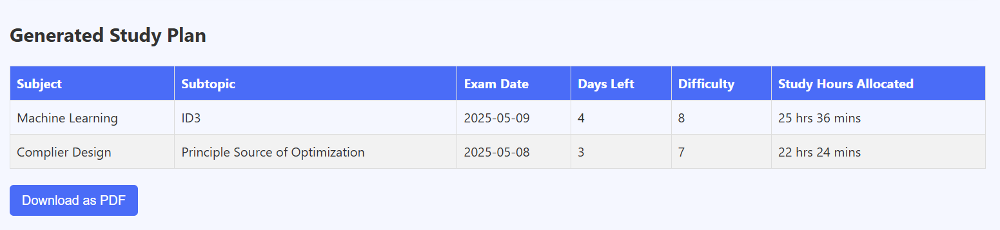 Generated Study Plan
Subject Subtopic Exam Date Days Left Difficulty Study Hours Allocated
Machine Learning ID3 2025-05-09 4 8 25 hrs 36 mins
Complier Design Principle Source of Optimization 2025-05-08 3 7 22 hrs 24 mins
Download as PDF